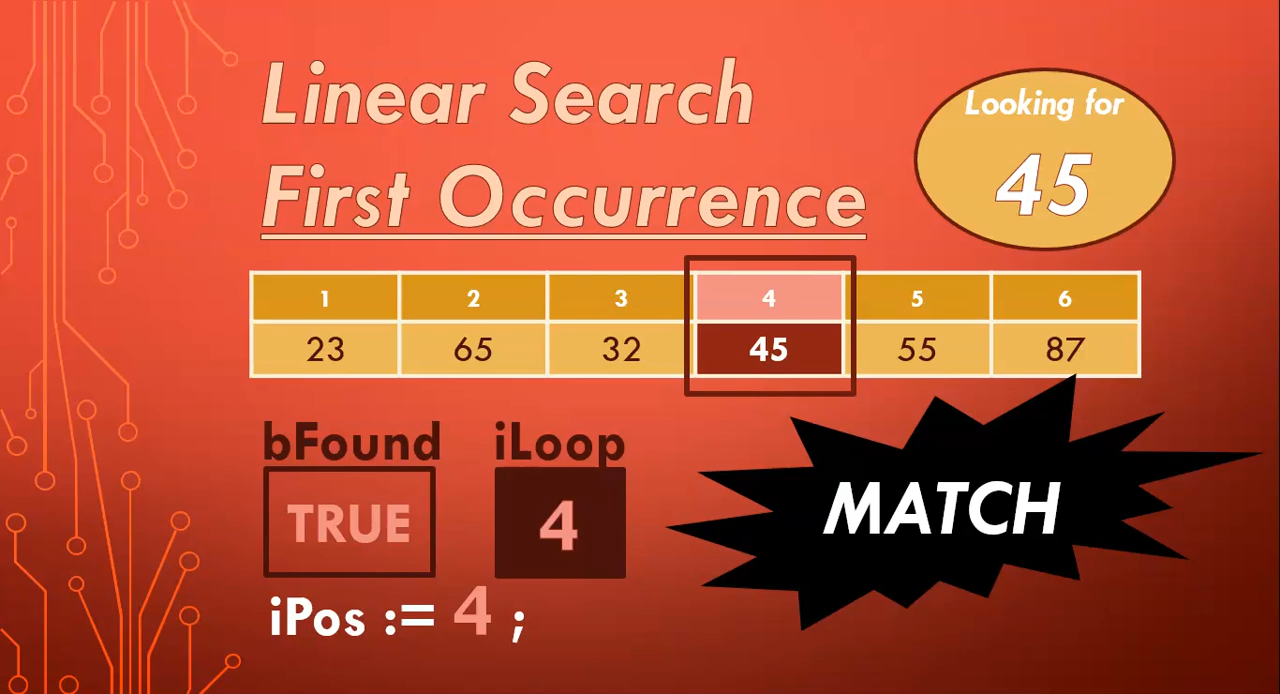 Linear Search
First Occurrence
Looking for
45
1 2 3 4 5 6
23 65 32 45 55 87
bFound iLoop
TRUE 4
MATCH
iPos := 4 ;